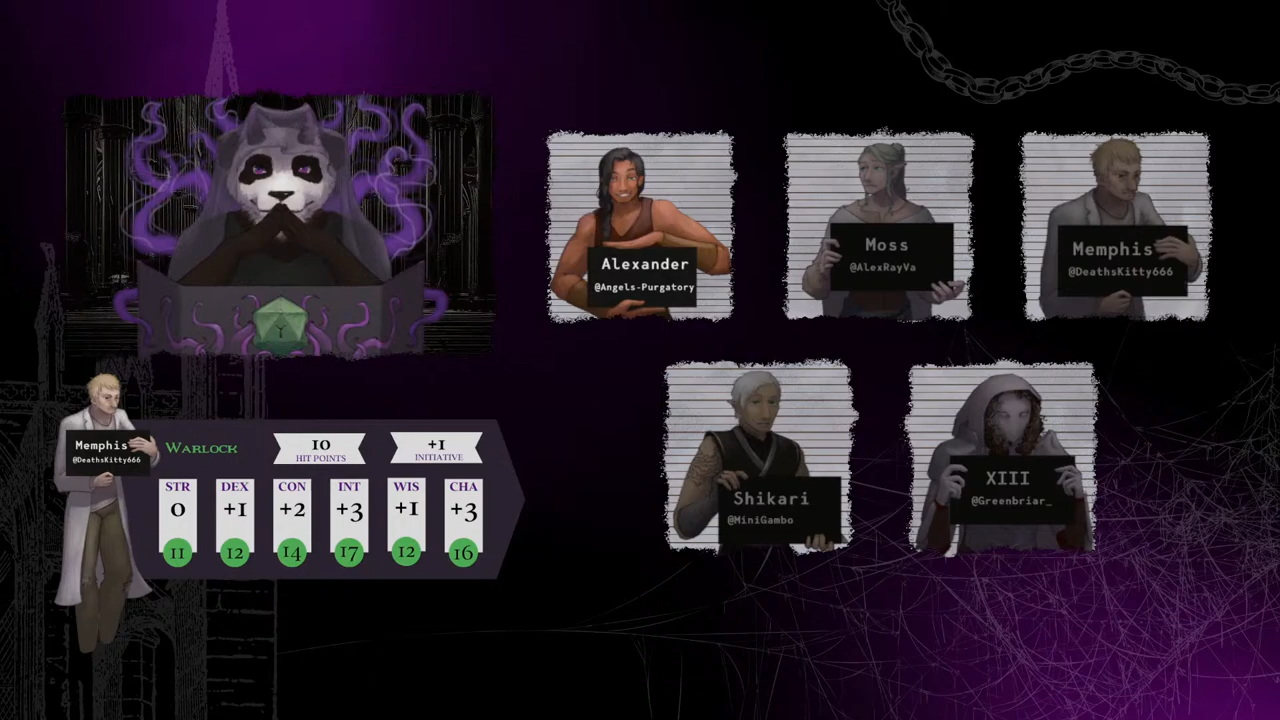 Alexander
@Angels-Purgatory
Moss
@AlexRayVa
Memphis
@DeathsKitty666
Shikari
@MiniGambo
XIII
@Greenbriar_
Memphis
@DeathsKitty666
Warlock
10
HIT POINTS
+1
INITIATIVE
STR DEX CON INT WIS CHA
0 +1 +2 +3 +1 +3
11 12 14 17 12 16
Y